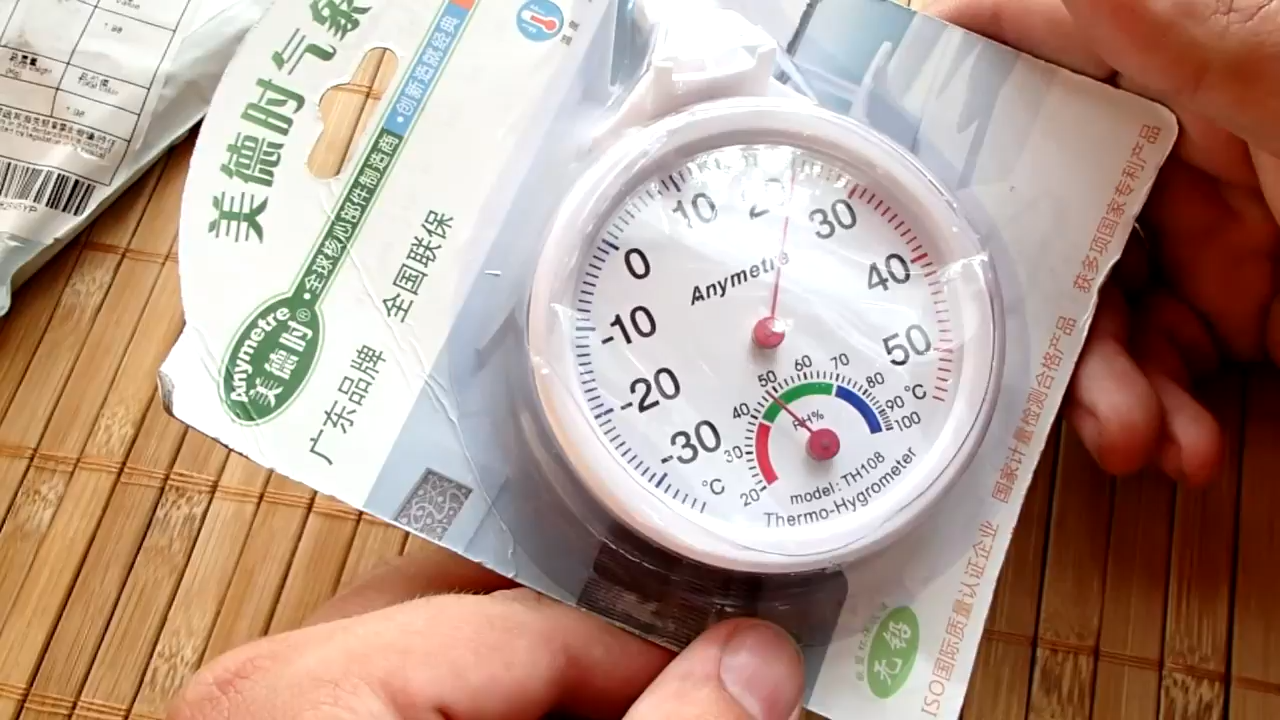 美德时气象
•全球核心部件制造商
•创新造就经典
Anymetre
美德时®
全国联保
广东品牌
10
20
30
0
40
-10
50
-20
-30
°C
°C
Anymetre
20
30
40
50
60
70
80
90
100
RH%
model: TH108
Thermo-Hygrometer
获多项国家专利产品
国家计量检测合格产品
ISO国际质量认证企业
无铅